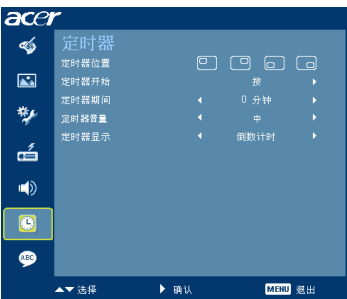 acer
定时器
定时器位置
定时器开始 按
定时器期间 0 分钟
定时器音量 中
定时器显示 倒数计时
ABC
选择 确认 MENU 退出